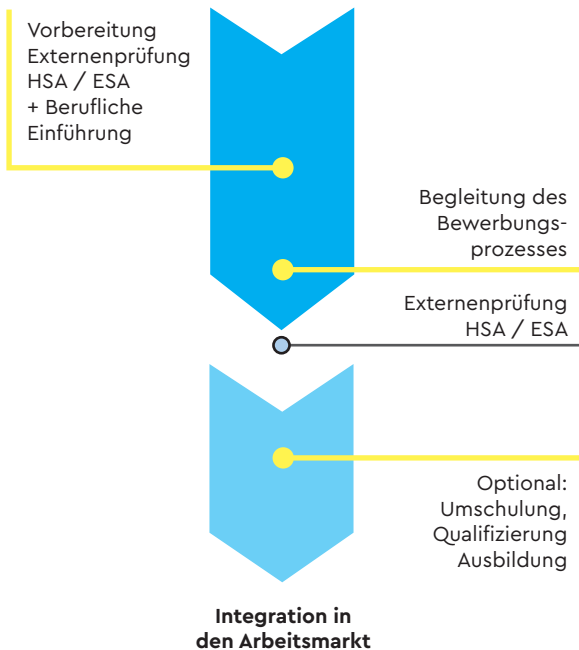 Vorbereitung
Externenprüfung
HSA / ESA
+ Berufliche
Einführung
Begleitung des
Bewerbungs-
prozesses
Externenprüfung
HSA / ESA
Optional:
Umschulung,
Qualifizierung
Ausbildung
Integration in
den Arbeitsmarkt